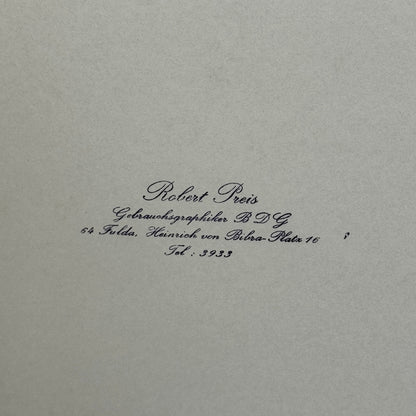 Robert Preis
Gebrauchsgraphiker B D G
64 Fulda, Heinrich von Bibra-Platz 16
Tel : 3933